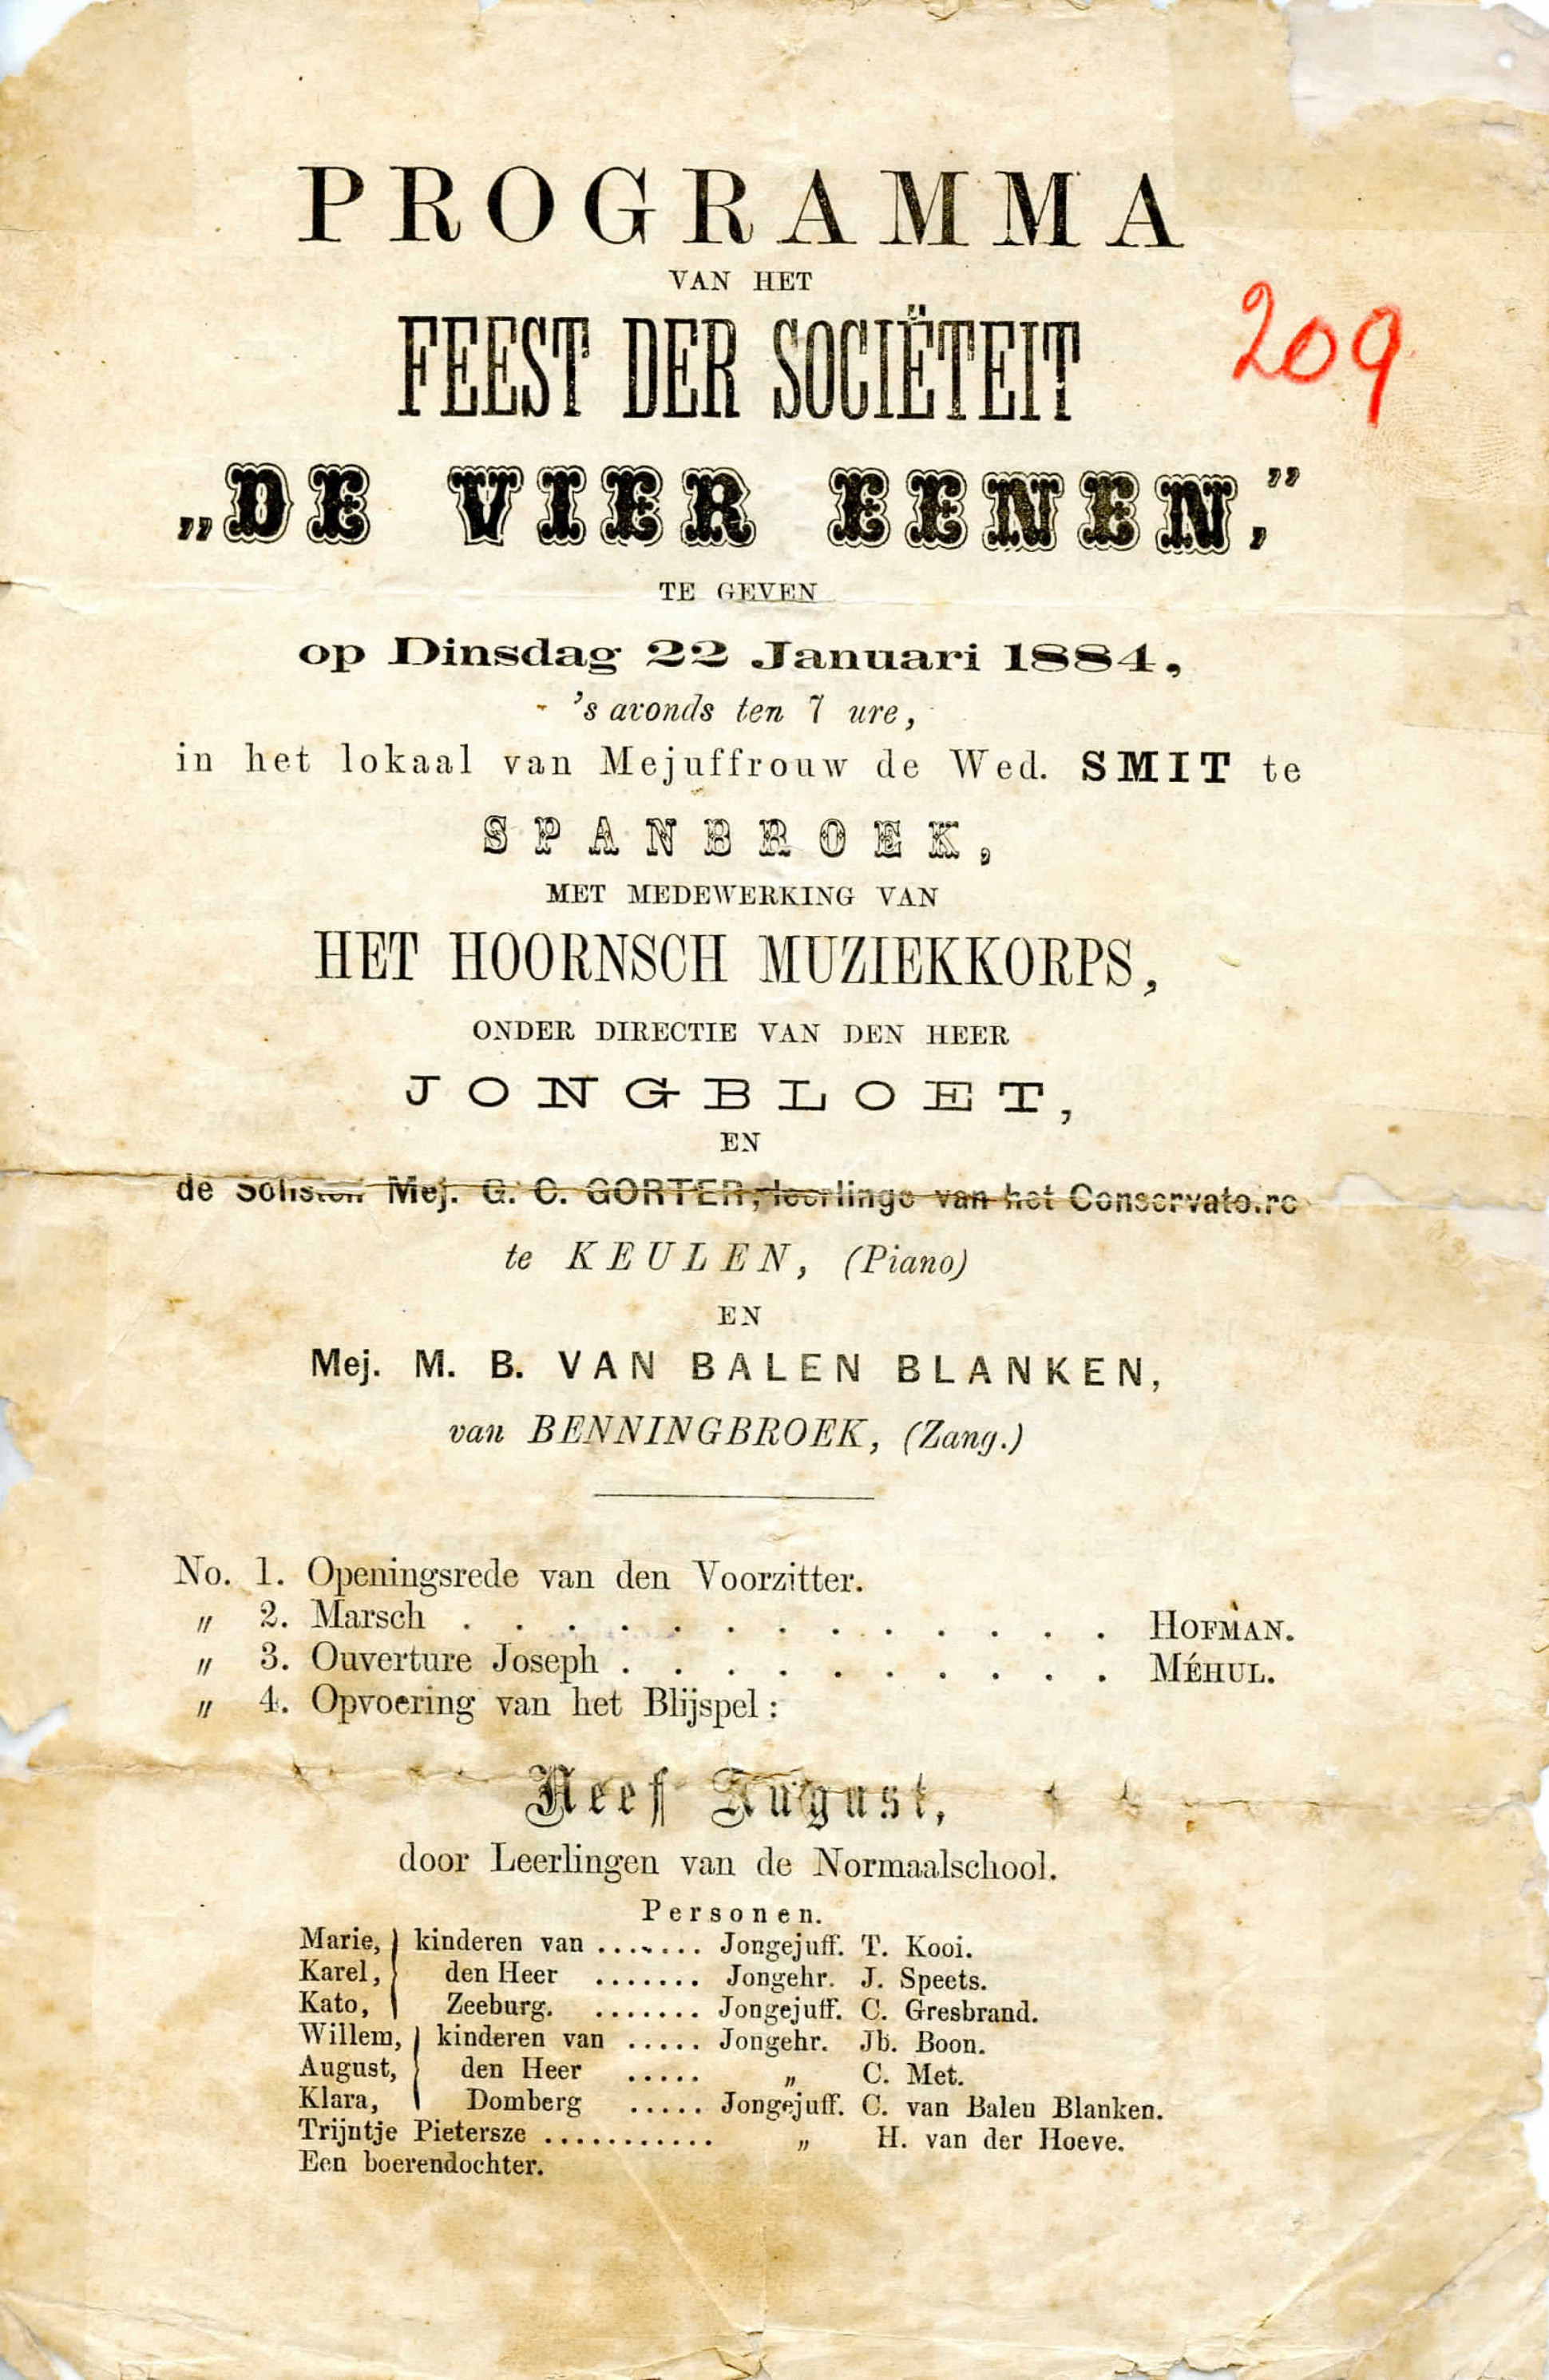 PROGRAMMA
VAN HET
FEEST DER SOCIËTEIT
209
„DE VIER EENEN,”
TE GEVEN
op Dinsdag 22 Januari 1884,
's avonds ten 7 ure,
in het lokaal van Mejuffrouw de Wed. SMIT te
SPANBROEK,
MET MEDEWERKING VAN
HET HOORNSCH MUZIEKKORPS,
ONDER DIRECTIE VAN DEN HEER
JONGBLOET,
EN
de Solisten Mej. G. C. GORTER, leerlinge van het Conservatoire
te KEULEN, (Piano)
EN
Mej. M. B. VAN BALEN BLANKEN,
van BENNINGBROEK, (Zang.)
No. 1. Openingsrede van den Voorzitter.
„ 2. Marsch . . . . . . . . . . . . . HOFMAN.
„ 3. Ouverture Joseph . . . . . . . . . . MÉHUL.
„ 4. Opvoering van het Blijspel:
Neef August,
door Leerlingen van de Normaalschool.
Personen.
Marie, } kinderen van ....... Jongejuff. T. Kooi.
Karel, } den Heer ....... Jongehr. J. Speets.
Kato, } Zeeburg. ....... Jongejuff. C. Gresbrand.
Willem, } kinderen van ..... Jongehr. Jb. Boon.
August, } den Heer ..... „ C. Met.
Klara, } Domberg ..... Jongejuff. C. van Balen Blanken.
Trijntje Pietersze ........... „ H. van der Hoeve.
Een boerendochter.